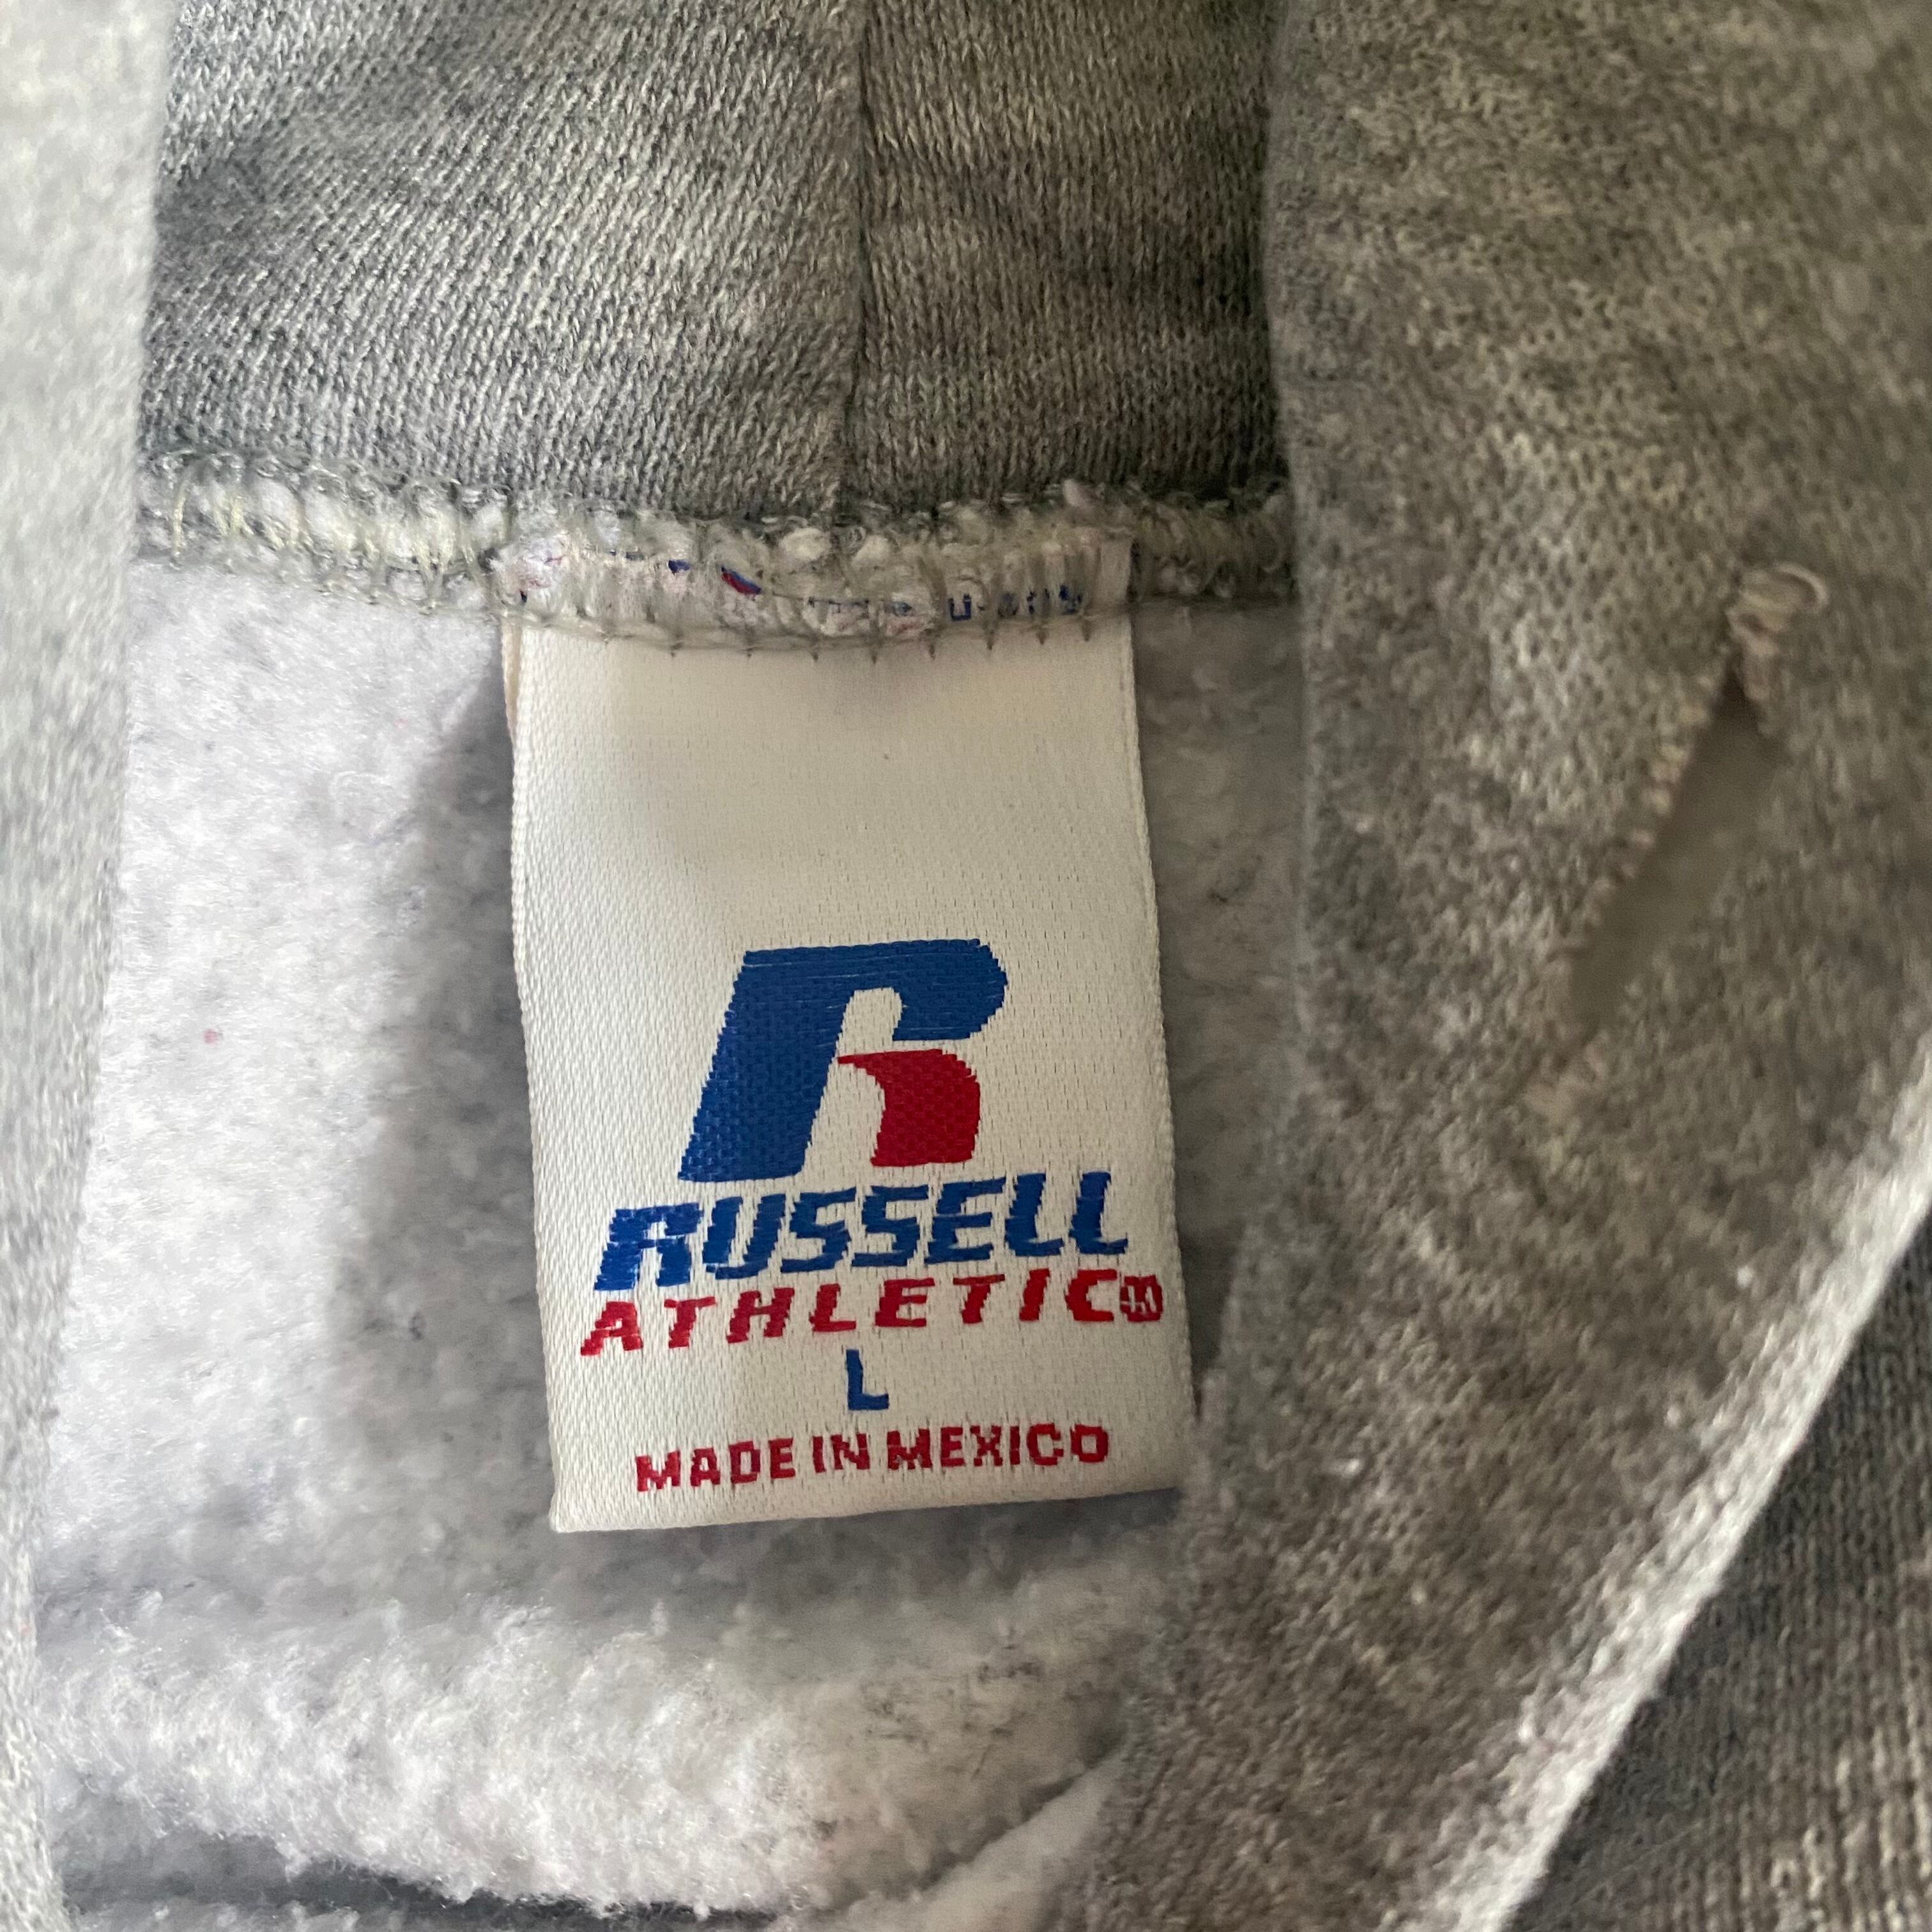 RUSSELL
ATHLETIC
L
MADE IN MEXICO